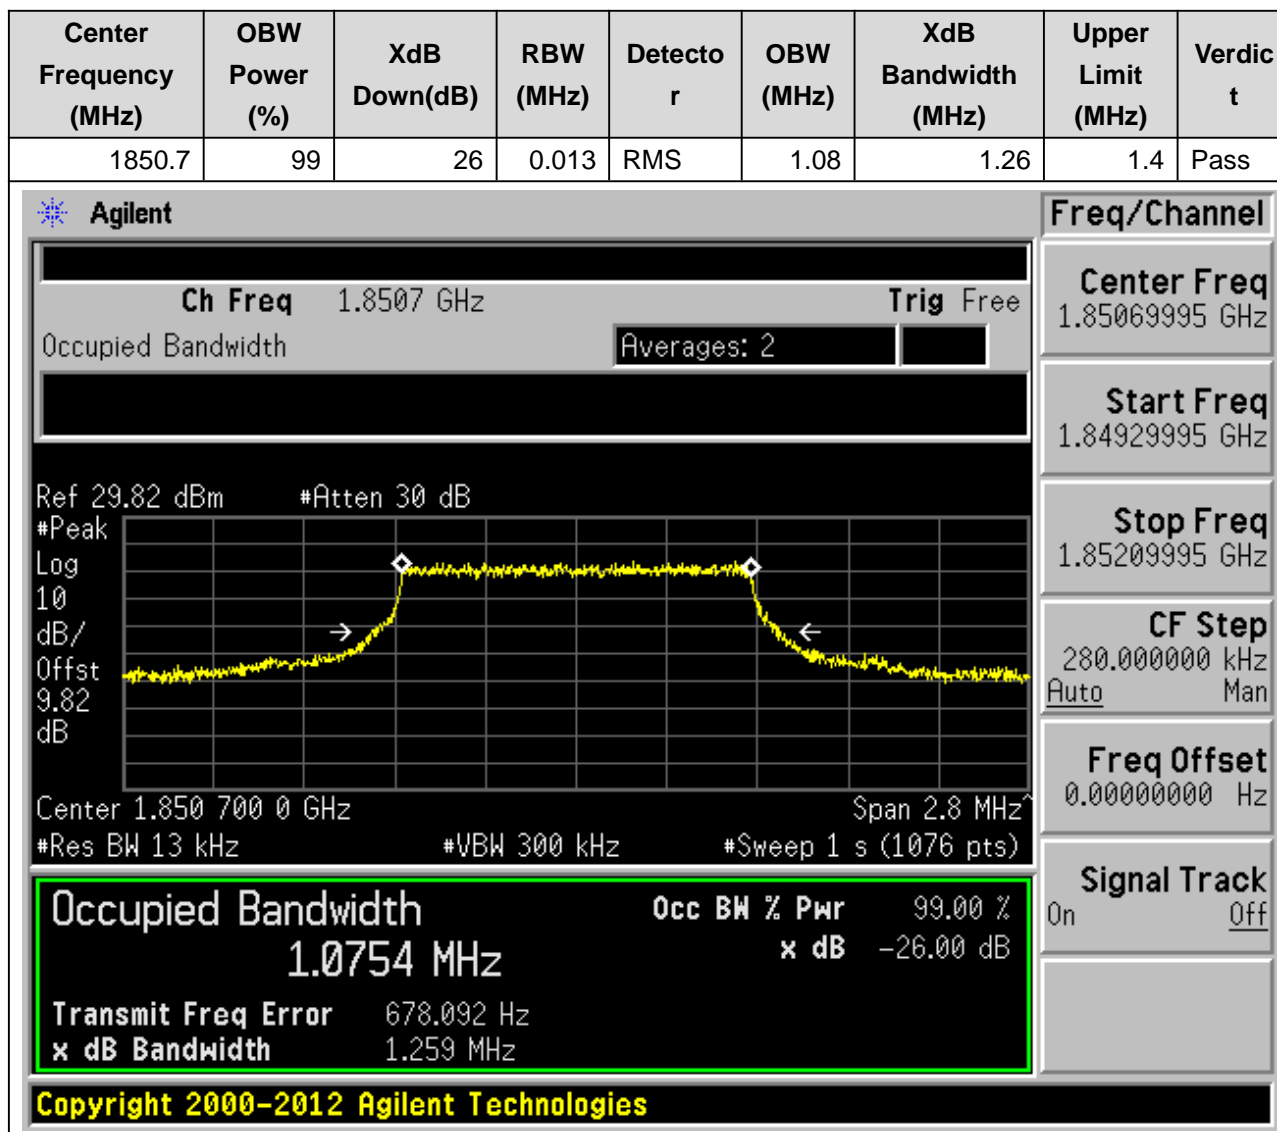 Center Frequency (MHz) OBW Power (%) XdB Down(dB) RBW (MHz) Detector OBW (MHz) XdB Bandwidth (MHz) Upper Limit (MHz) Verdict
1850.7 99 26 0.013 RMS 1.08 1.26 1.4 Pass
Agilent
Freq/Channel
Ch Freq 1.8507 GHz Trig Free
Occupied Bandwidth Averages: 2
Center Freq
1.85069995 GHz
Start Freq
1.84929995 GHz
Stop Freq
1.85209995 GHz
CF Step
280.000000 kHz
Auto Man
Freq Offset
0.00000000 Hz
Signal Track
On Off
Ref 29.82 dBm #Atten 30 dB
#Peak
Log
10
dB/
Offst
9.82
dB
Center 1.850 700 0 GHz Span 2.8 MHz^
#Res BW 13 kHz #VBW 300 kHz #Sweep 1 s (1076 pts)
Occupied Bandwidth Occ BW % Pwr 99.00 %
1.0754 MHz x dB -26.00 dB
Transmit Freq Error 678.092 Hz
x dB Bandwidth 1.259 MHz
Copyright 2000-2012 Agilent Technologies